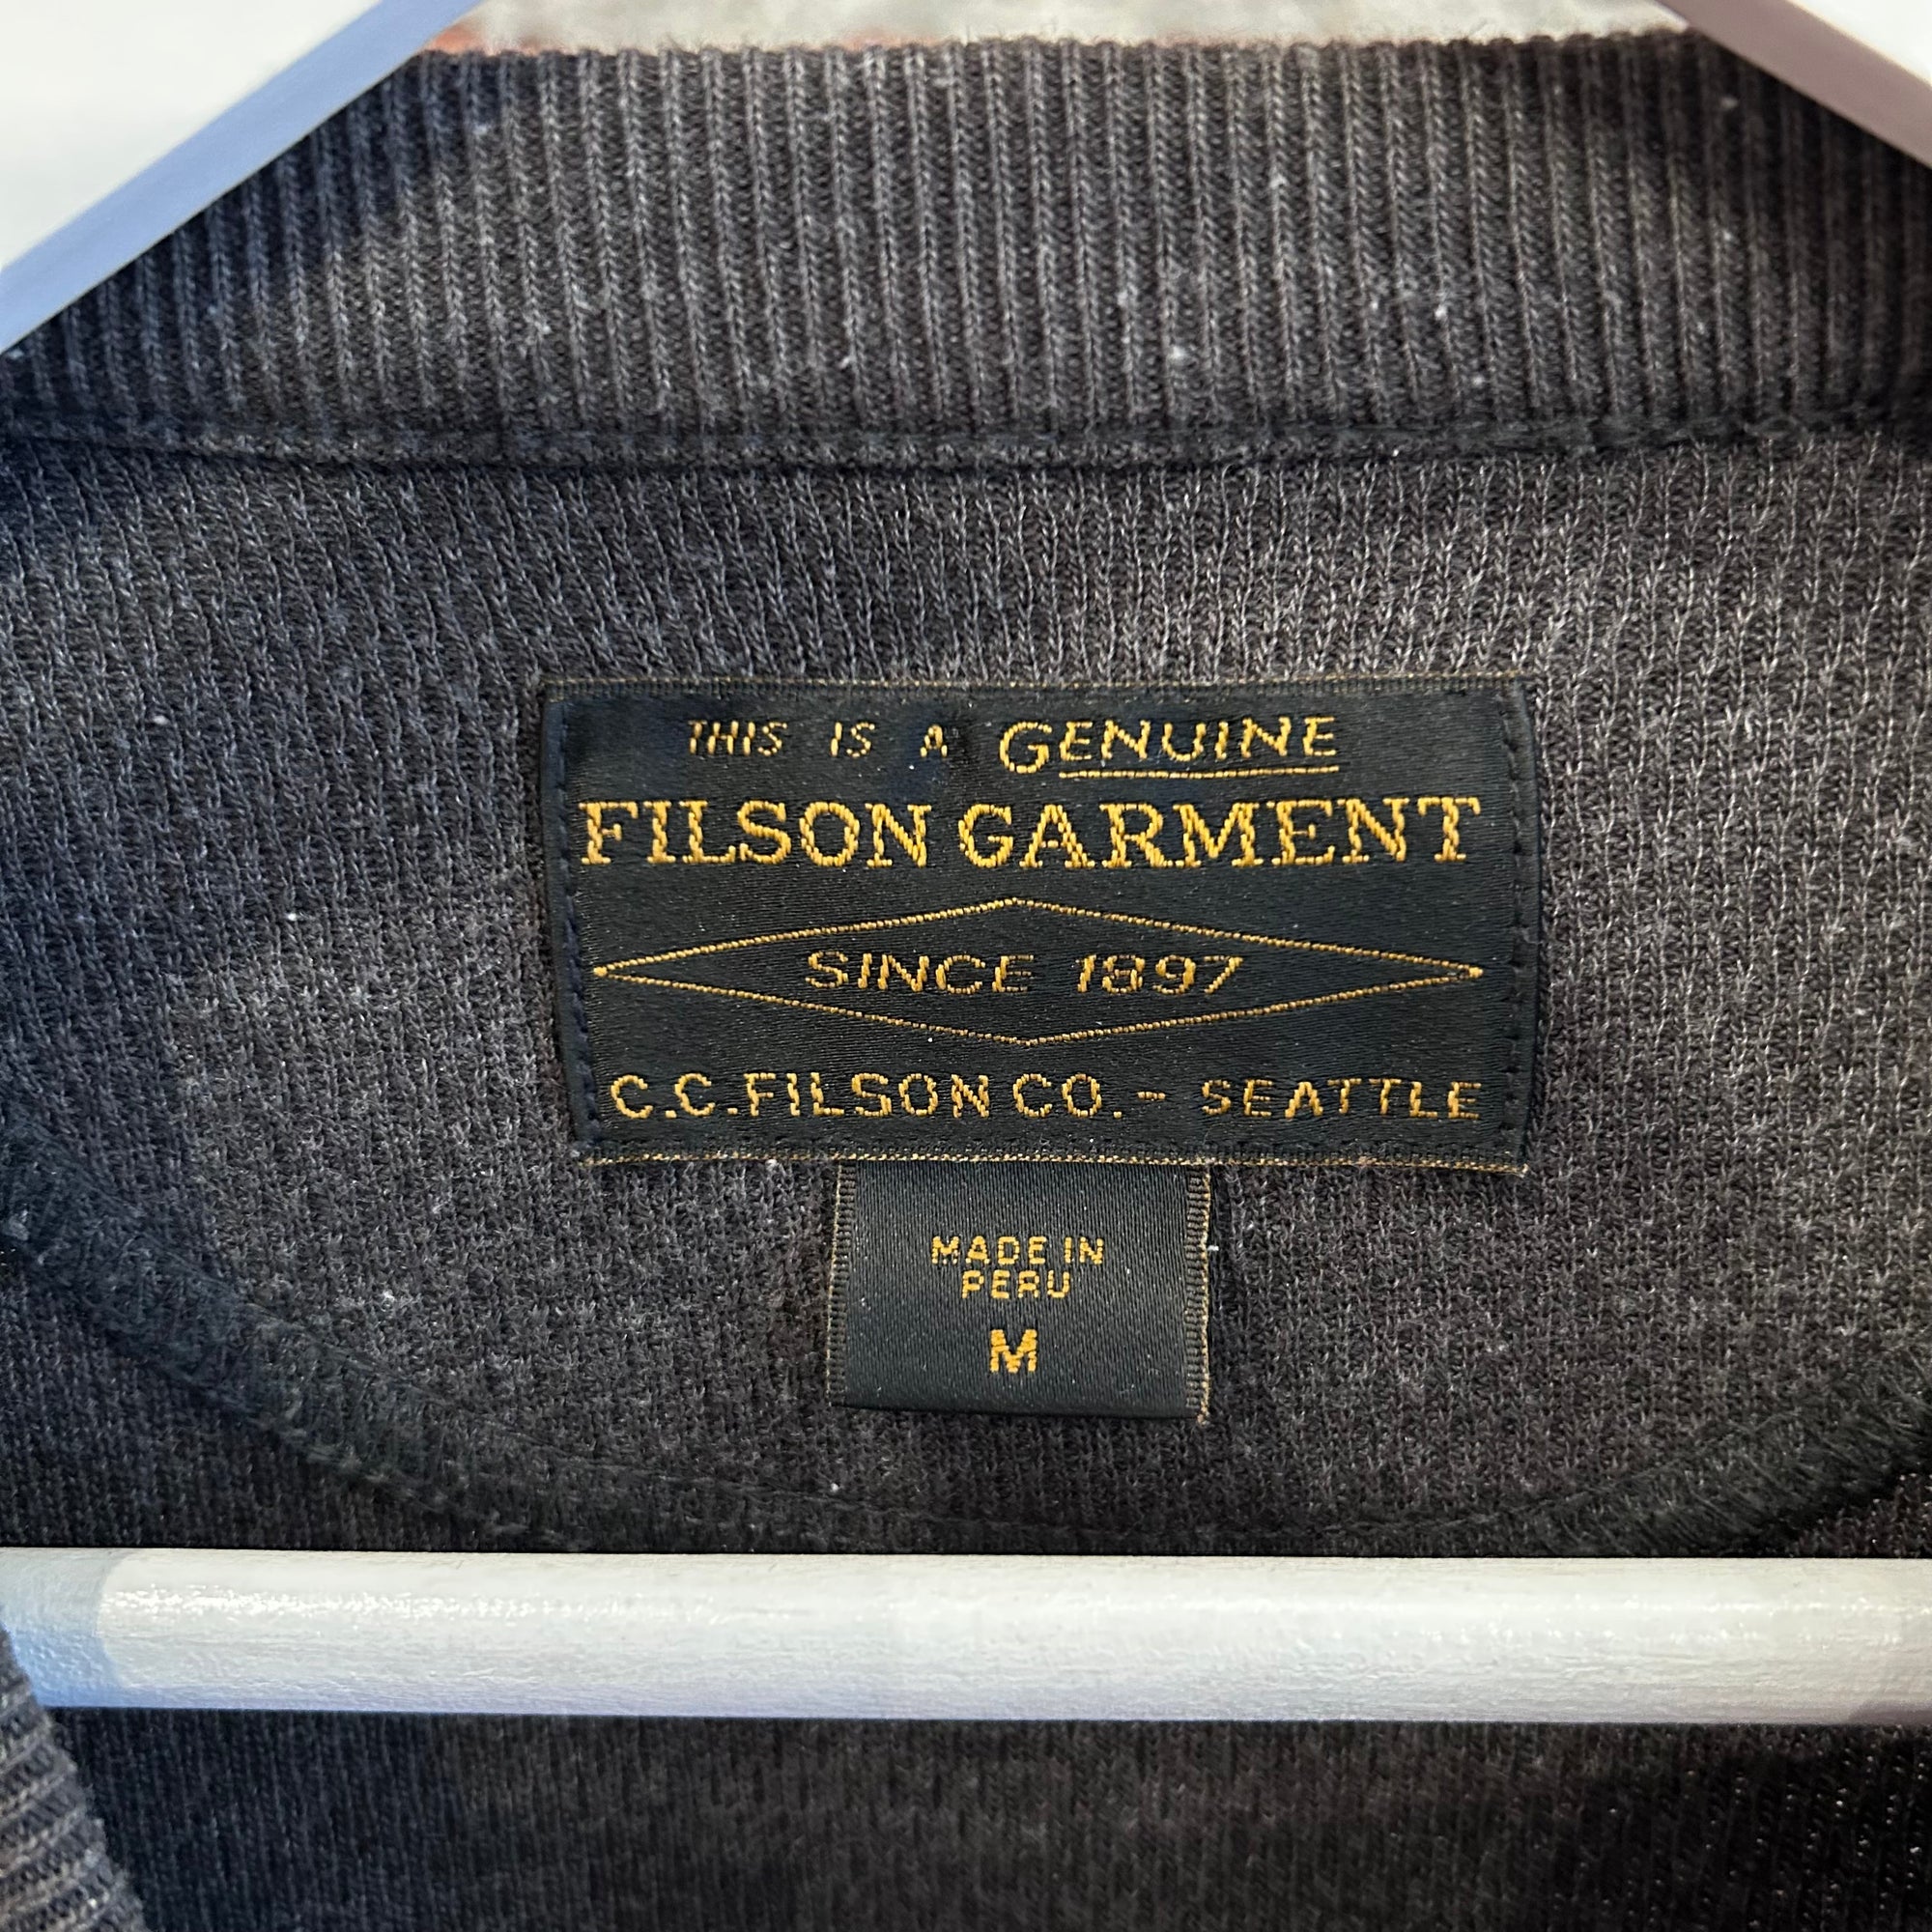 THIS IS A GENUINE
FILSON GARMENT
SINCE 1897
C.C.FILSON CO.- SEATTLE
MADE IN
PERU
M